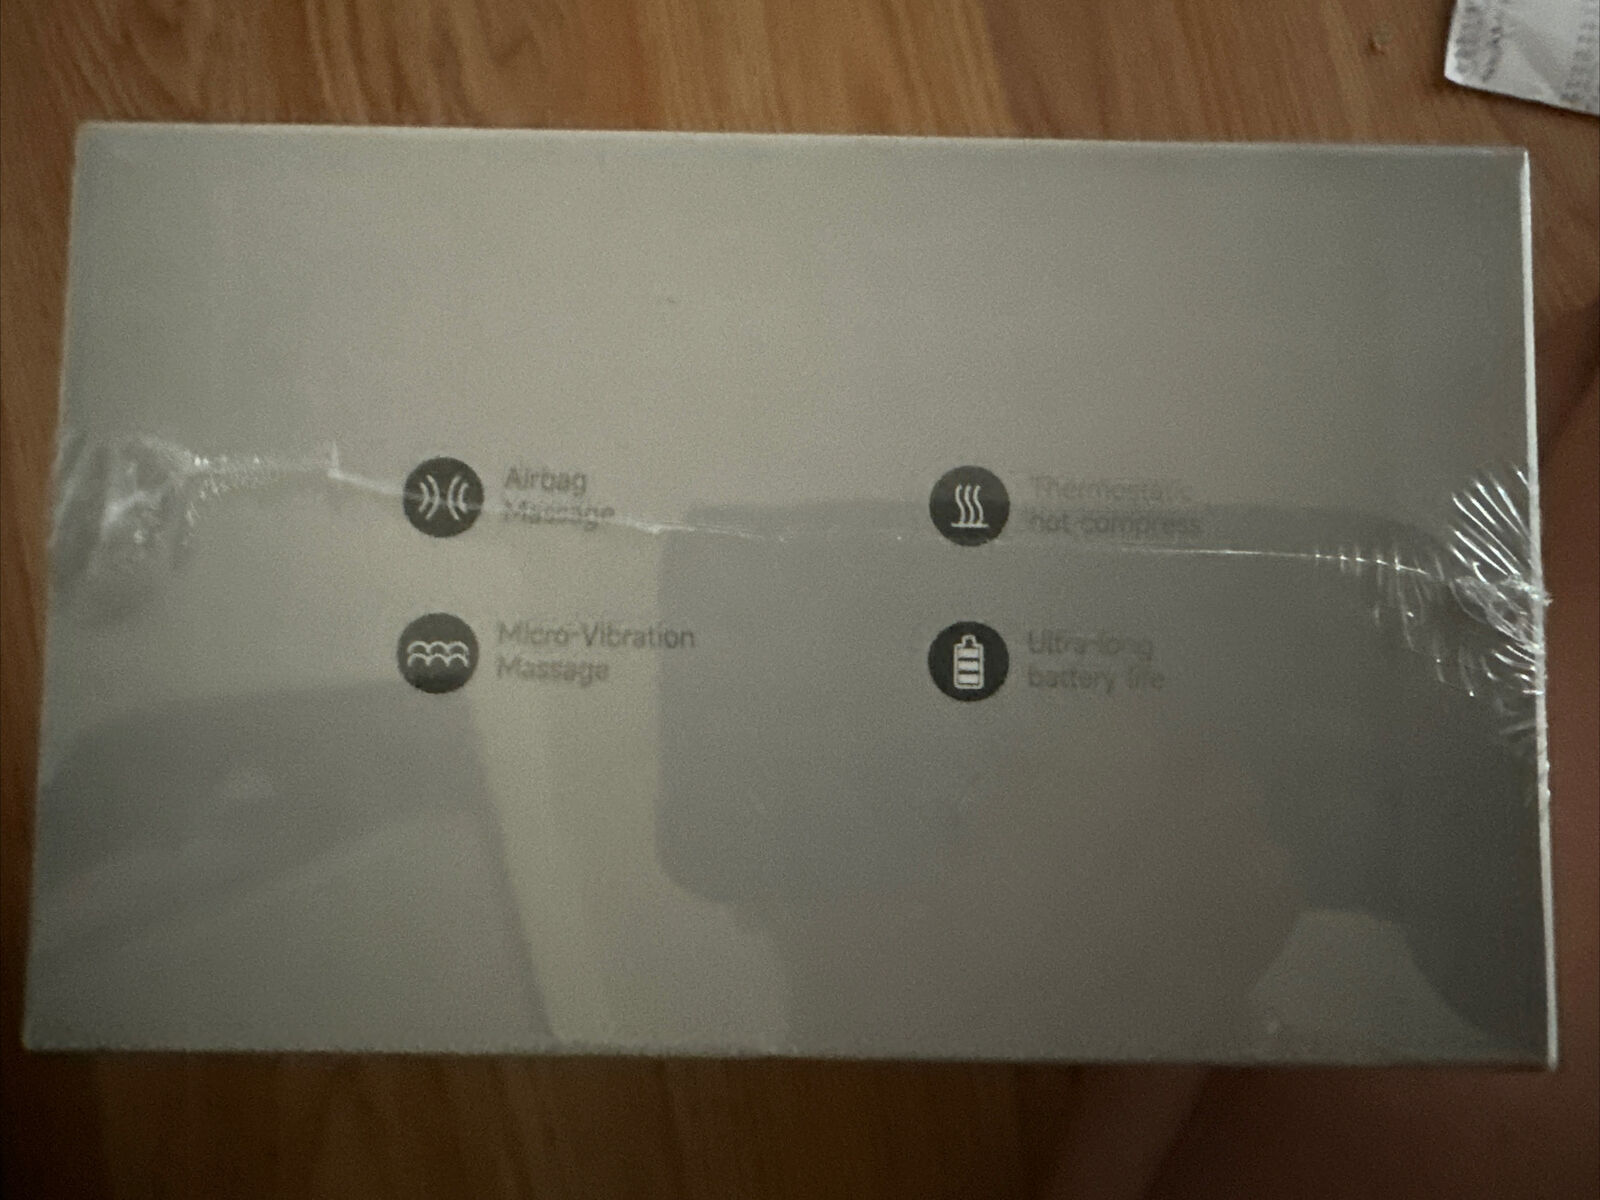 Airbag
Massage
Thermostatic
hot compress
Micro-Vibration
Massage
Ultra-long
battery life